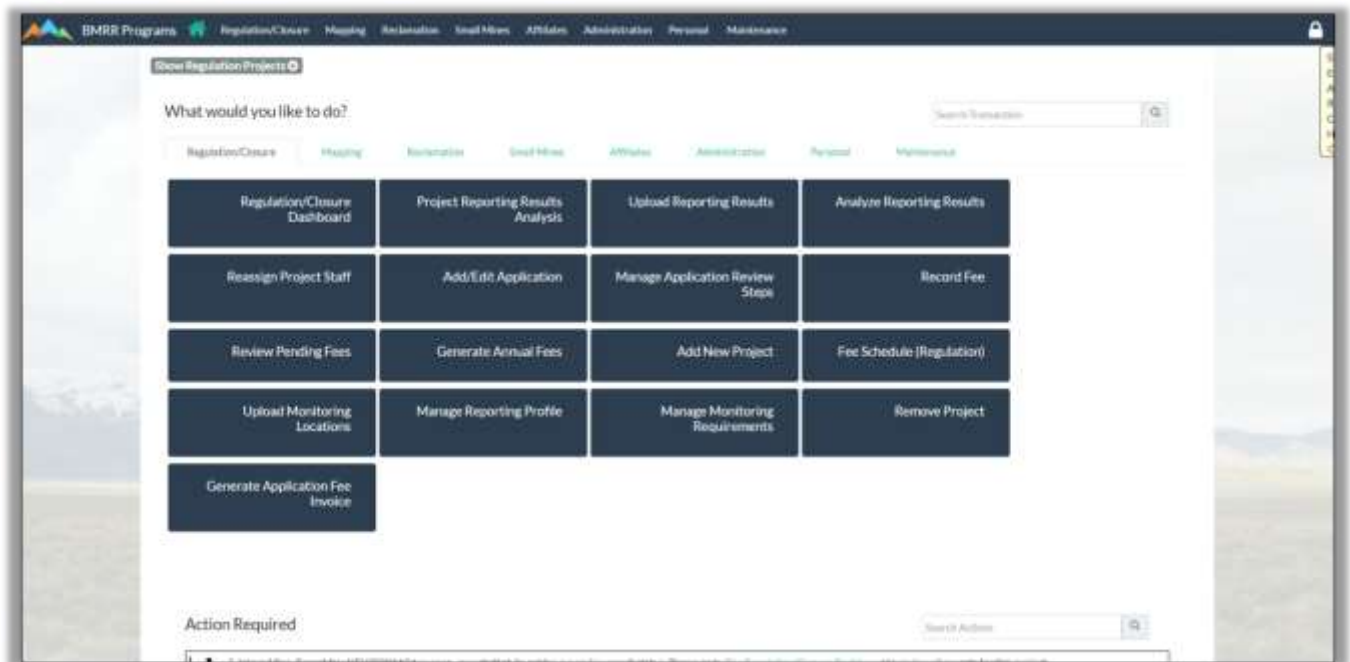 BMRR Programs Regulation/Closure Mapping Reclamation Small Mines Affiliates Administration Personal Maintenance
Show Regulation Projects
What would you like to do?
Search Transaction
Regulation/Closure Mapping Reclamation Small Mines Affiliates Administration Personal Maintenance
Regulation/Closure
Dashboard
Project Reporting Results
Analysis
Upload Reporting Results
Analyze Reporting Results
Reassign Project Staff
Add/Edit Application
Manage Application Review
Steps
Record Fee
Review Pending Fees
Generate Annual Fees
Add New Project
Fee Schedule (Regulation)
Upload Monitoring
Locations
Manage Reporting Profile
Manage Monitoring
Requirements
Remove Project
Generate Application Fee
Invoice
Action Required
Search Actions